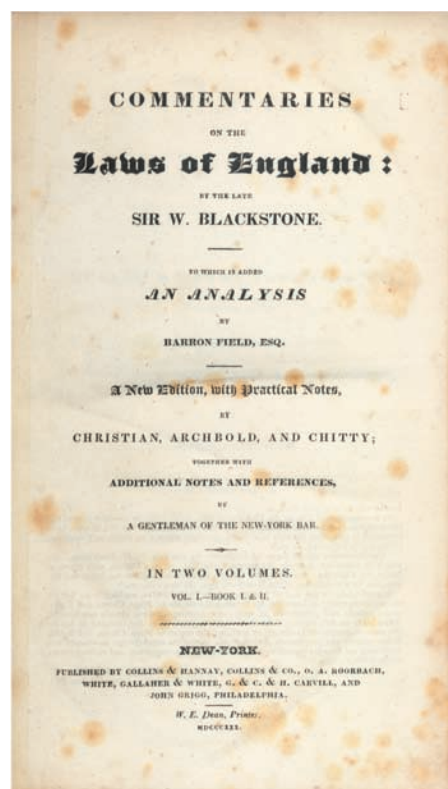 COMMENTARIES
ON THE
Laws of England:
BY THE LATE
SIR W. BLACKSTONE.
TO WHICH IS ADDED
AN ANALYSIS
BY
BARRON FIELD, ESQ.
A New Edition, with Practical Notes,
BY
CHRISTIAN, ARCHBOLD, AND CHITTY;
TOGETHER WITH
ADDITIONAL NOTES AND REFERENCES,
BY
A GENTLEMAN OF THE NEW-YORK BAR.
IN TWO VOLUMES.
VOL. I.—BOOK I. & II.
NEW-YORK.
PUBLISHED BY COLLINS & HANNAY, COLLINS & CO., O. A. ROORBACH,
WHITE, GALLAHER & WHITE, G. & C. & H. CARVILL, AND
JOHN GRIGG, PHILADELPHIA.
W. E. Dean, Printer.
MDCCCXXX.